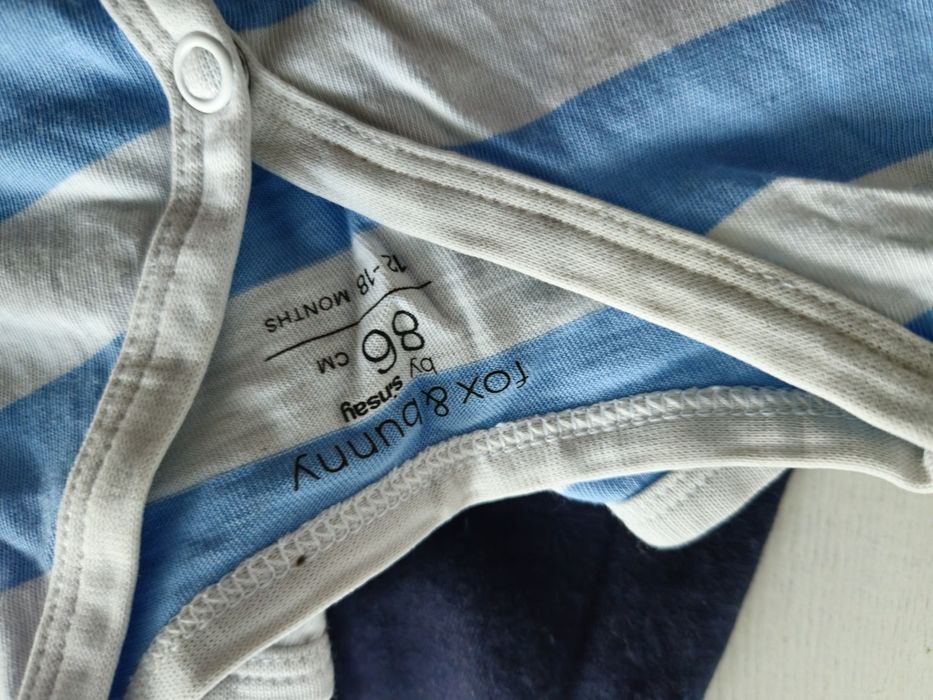 fox & bunny
by sinsay
86 CM
12-18 MONTHS